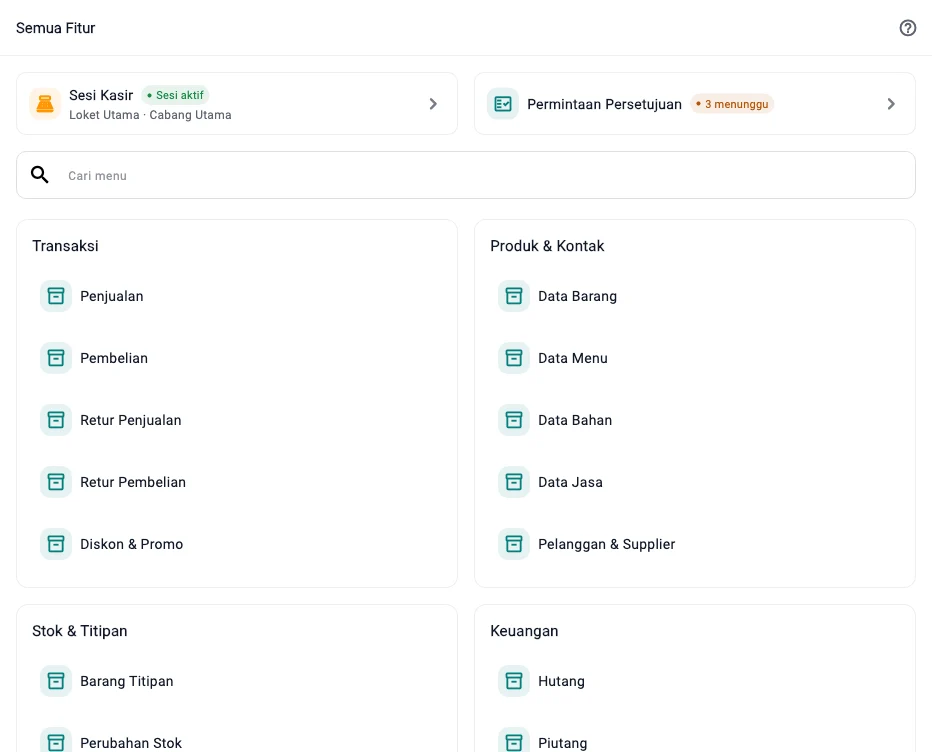 Semua Fitur
Sesi Kasir • Sesi aktif
Loket Utama · Cabang Utama
Permintaan Persetujuan • 3 menunggu
Cari menu
Transaksi
Penjualan
Pembelian
Retur Penjualan
Retur Pembelian
Diskon & Promo
Produk & Kontak
Data Barang
Data Menu
Data Bahan
Data Jasa
Pelanggan & Supplier
Stok & Titipan
Barang Titipan
Perubahan Stok
Keuangan
Hutang
Piutang